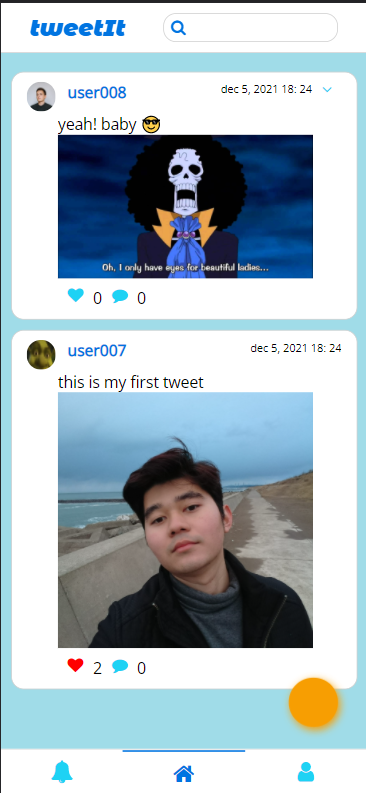 tweetIt
user008
dec 5, 2021 18: 24
yeah! baby 😎
Oh, I only have eyes for beautiful ladies...
0 0
user007
dec 5, 2021 18: 24
this is my first tweet
2 0